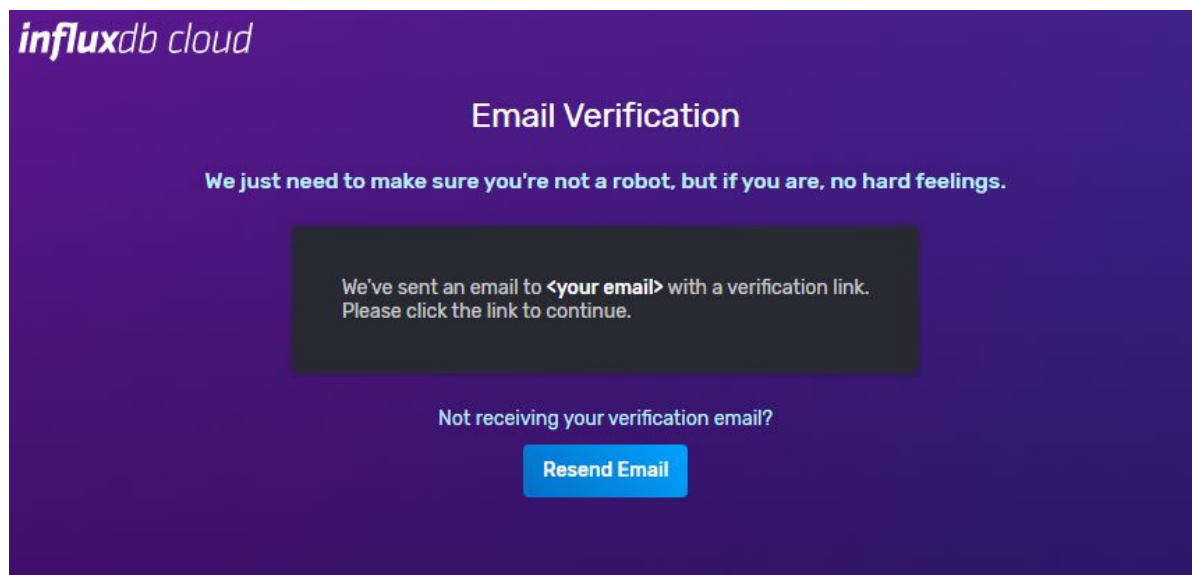 influxdb cloud
Email Verification
We just need to make sure you're not a robot, but if you are, no hard feelings.
We've sent an email to <your email> with a verification link.
Please click the link to continue.
Not receiving your verification email?
Resend Email